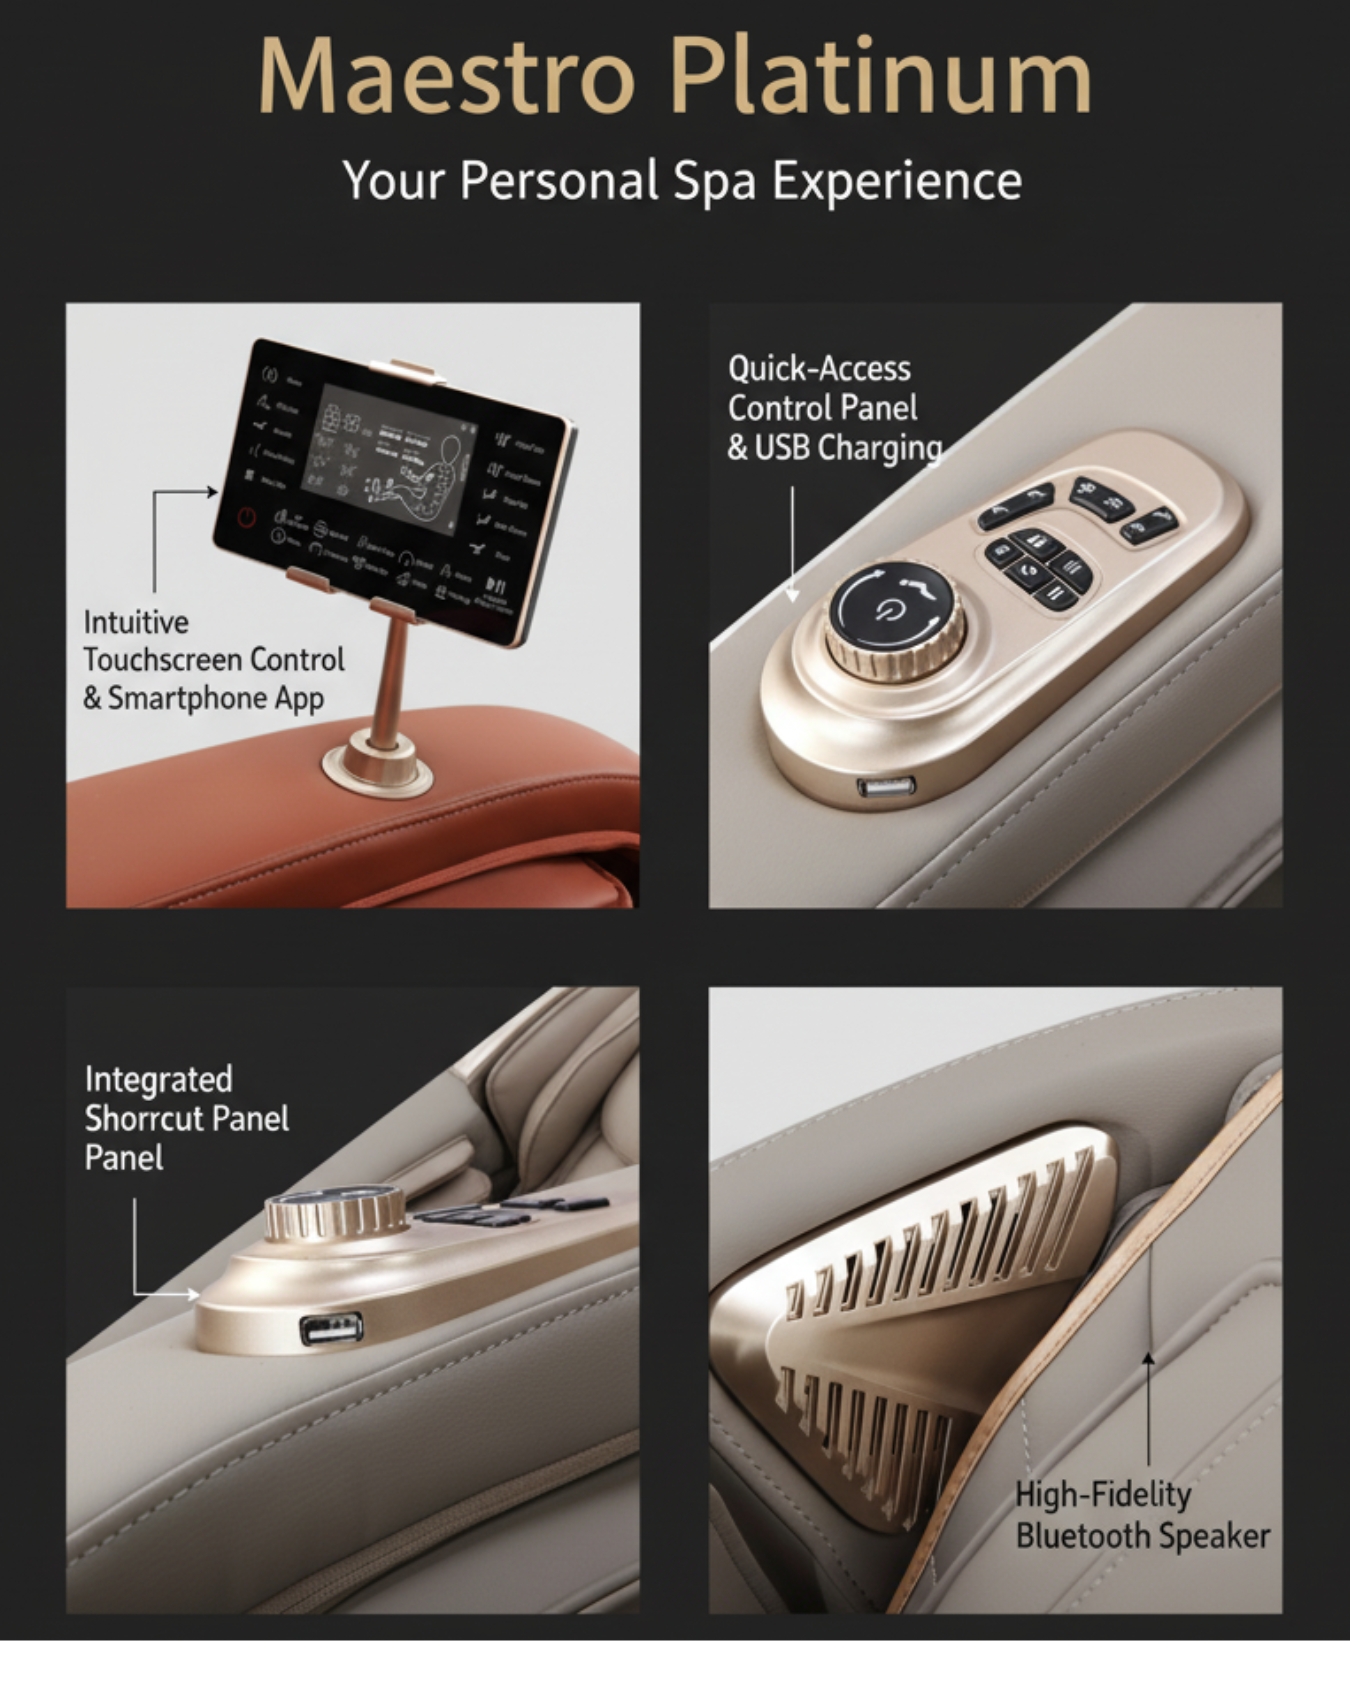 Maestro Platinum
Your Personal Spa Experience
Intuitive
Touchscreen Control
& Smartphone App
Quick-Access
Control Panel
& USB Charging
Integrated
Shorrcut Panel
Panel
High-Fidelity
Bluetooth Speaker